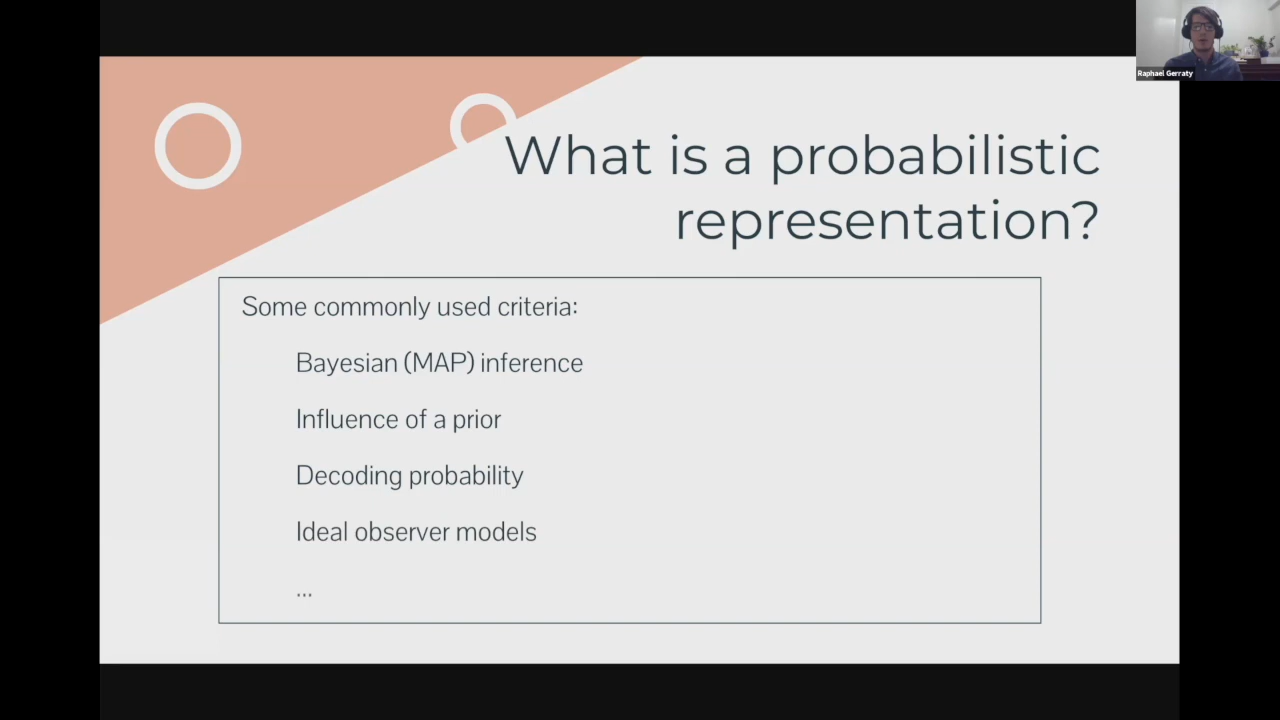 Raphael Gerraty
What is a probabilistic
representation?
Some commonly used criteria:
Bayesian (MAP) inference
Influence of a prior
Decoding probability
Ideal observer models
...